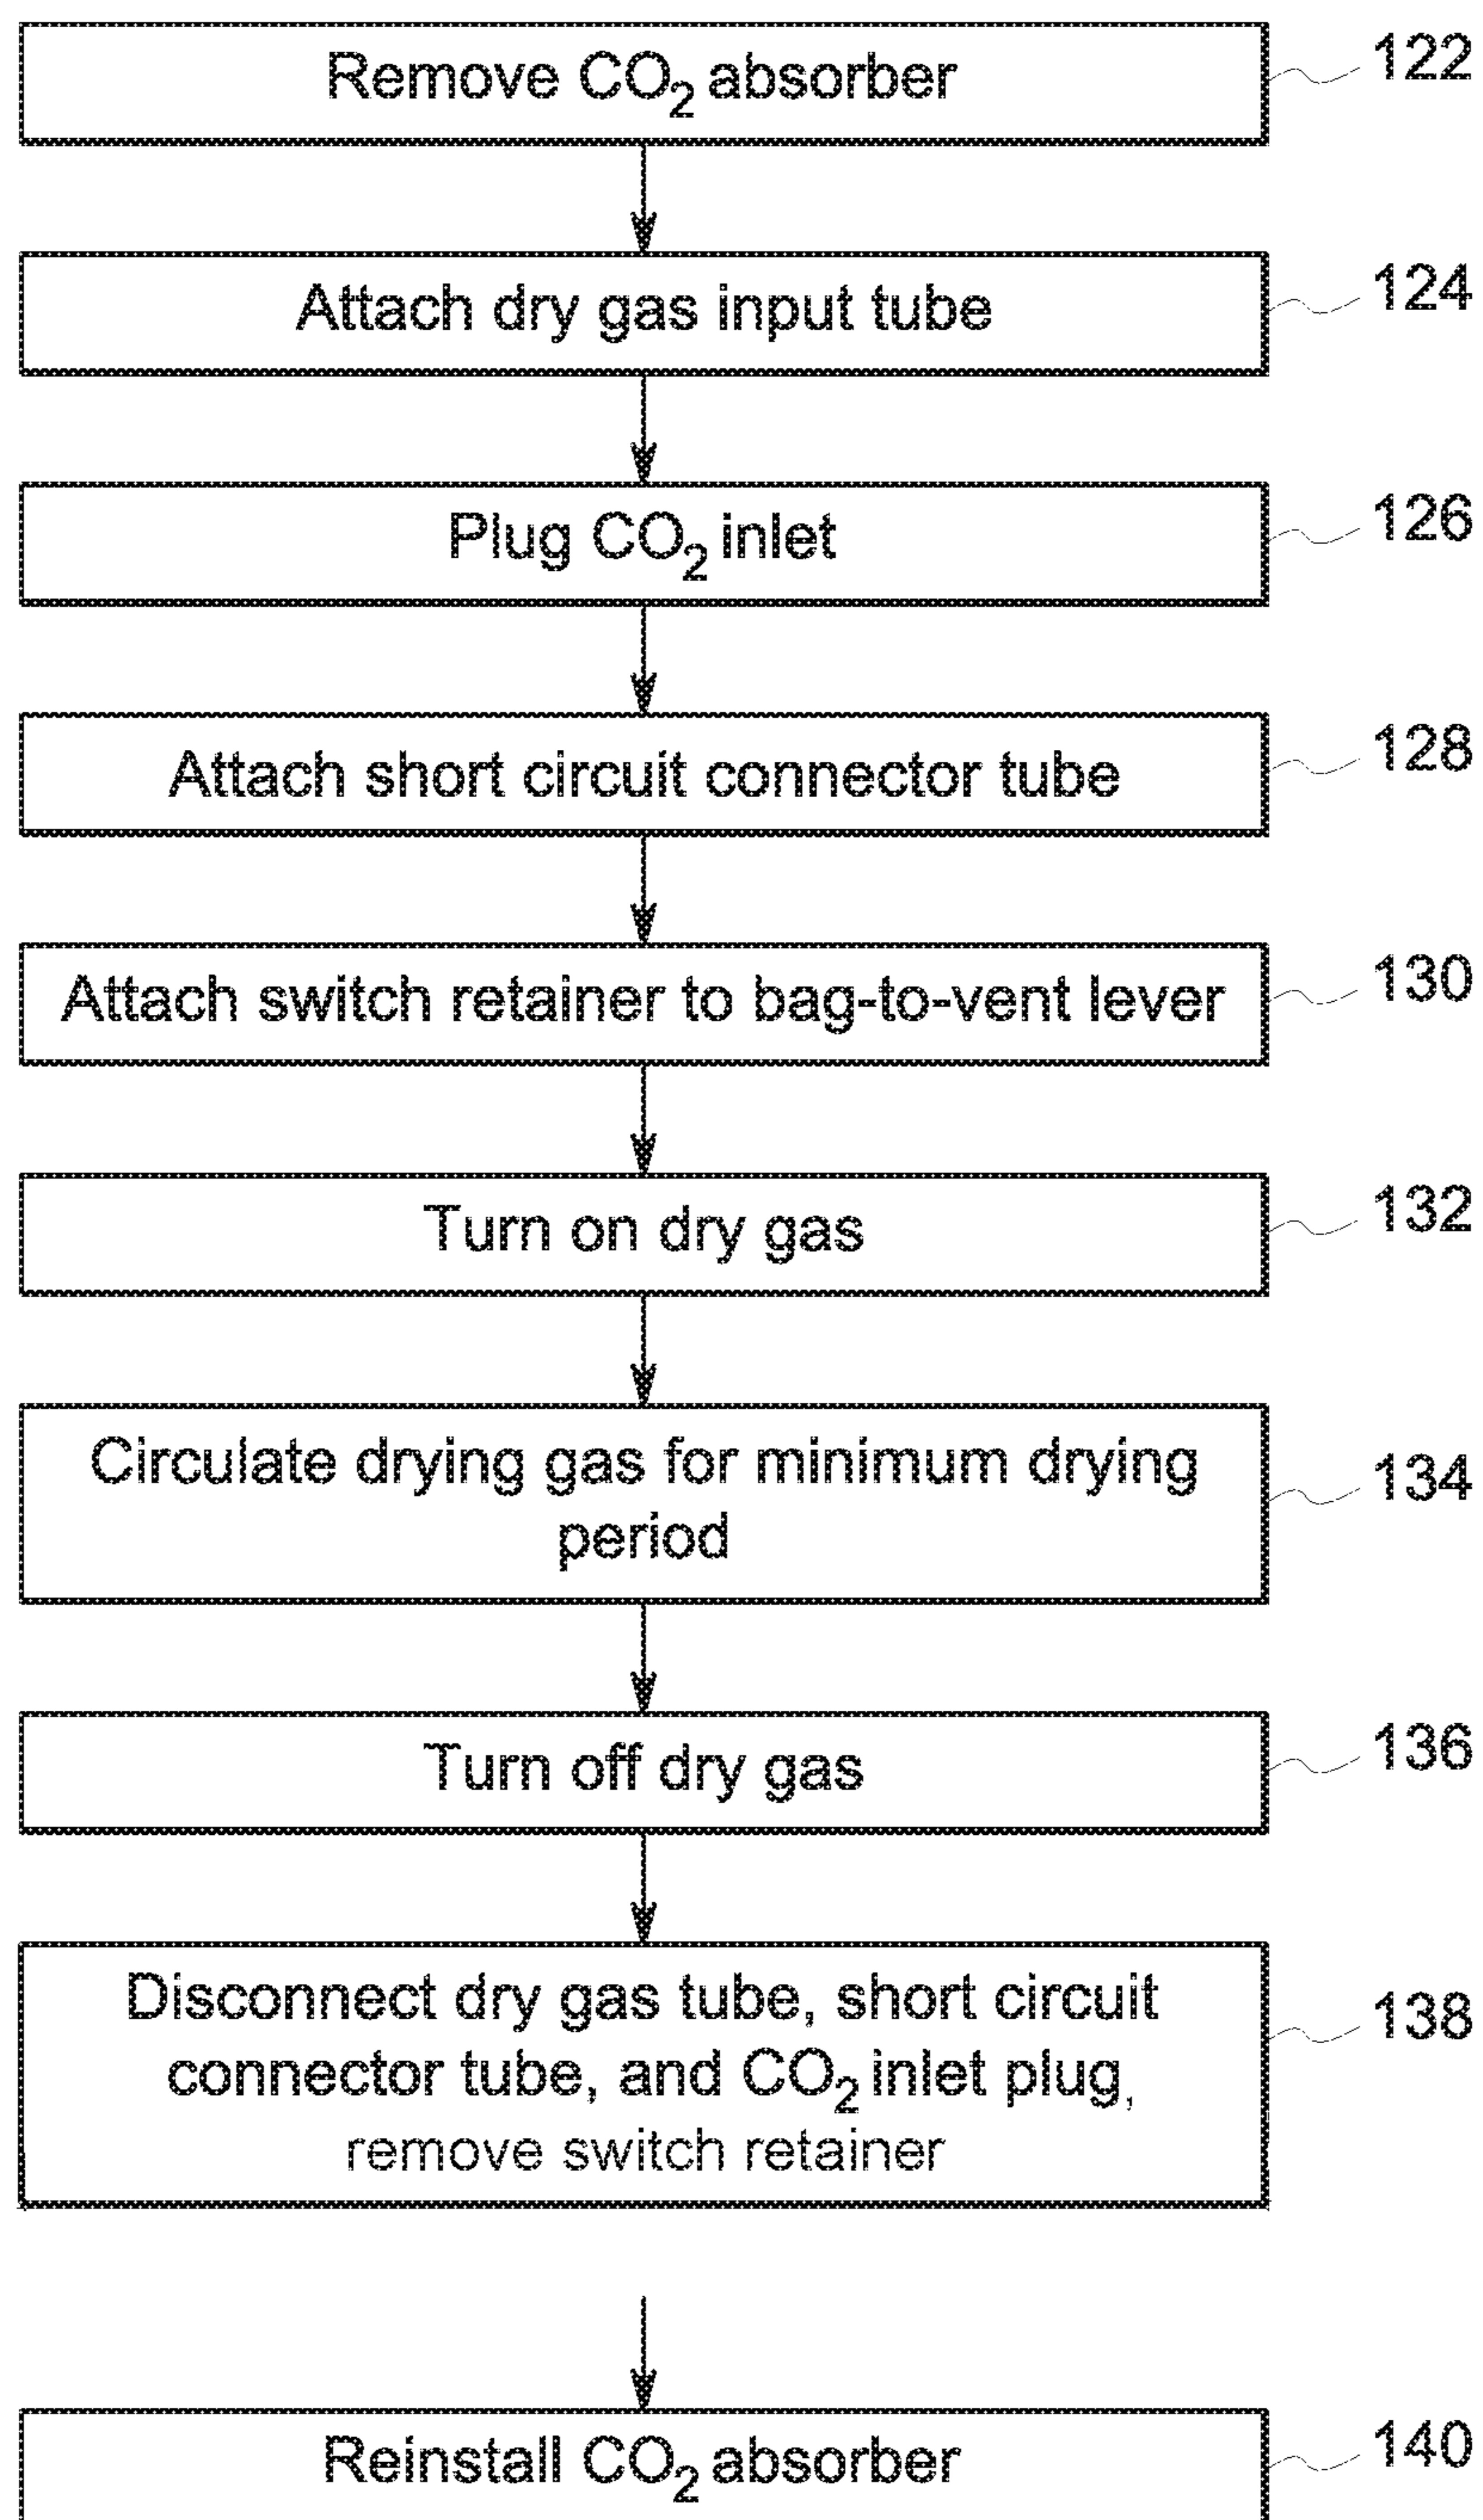 Remove CO₂ absorber 122
Attach dry gas input tube 124
Plug CO₂ inlet 126
Attach short circuit connector tube 128
Attach switch retainer to bag-to-vent lever 130
Turn on dry gas 132
Circulate drying gas for minimum drying
period
134
Turn off dry gas 136
Disconnect dry gas tube, short circuit
connector tube, and CO₂ inlet plug,
remove switch retainer
138
Reinstall CO₂ absorber 140